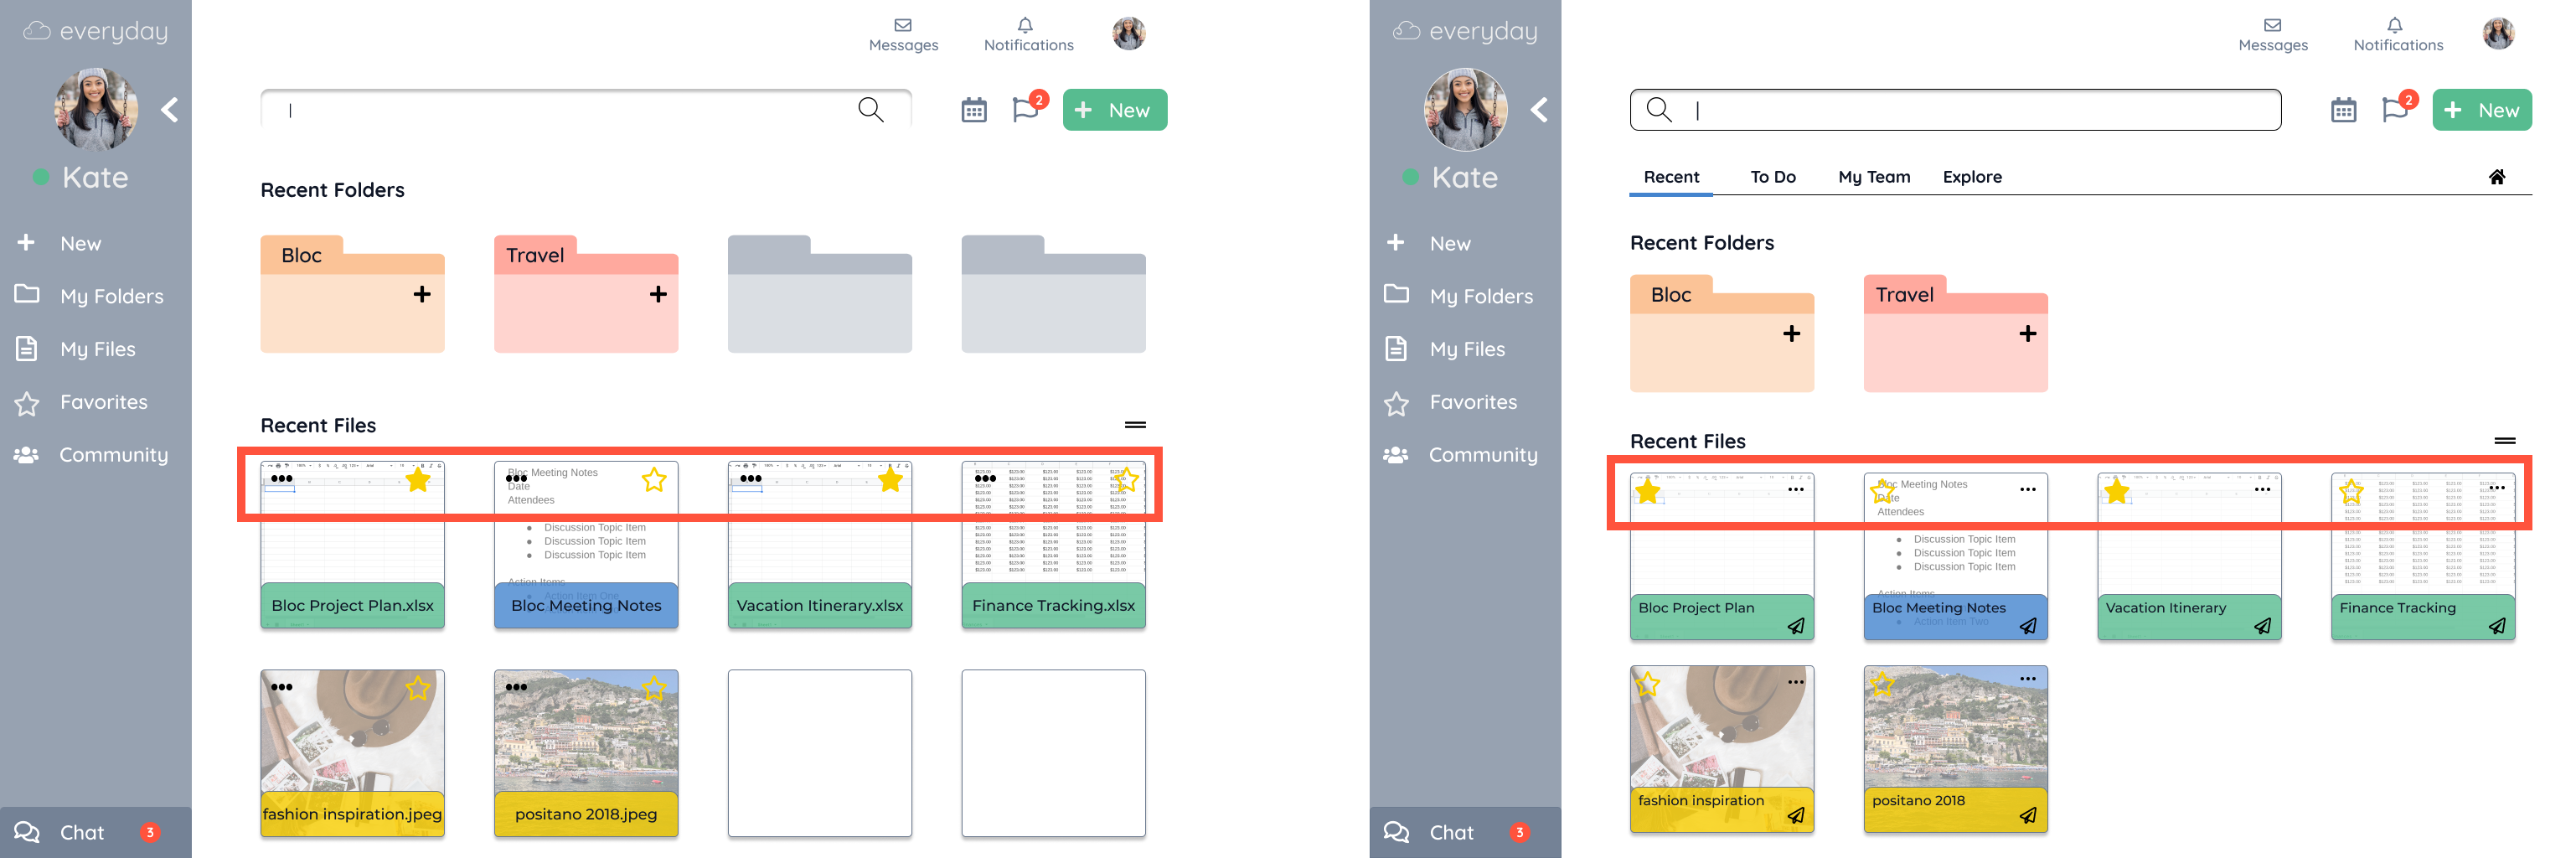 everyday
Messages
Notifications
2
New
Kate
Recent Folders
New
Bloc
Travel
My Folders
My Files
Favorites
Recent Files
Community
Bloc Meeting Notes
Date
Attendees
Discussion Topic Item
Discussion Topic Item
Discussion Topic Item
Action Items
Action Item One
Bloc Project Plan.xlsx
Bloc Meeting Notes
Vacation Itinerary.xlsx
Finance Tracking.xlsx
fashion inspiration.jpeg
positano 2018.jpeg
Chat
3
everyday
Messages
Notifications
2
New
Kate
Recent
To Do
My Team
Explore
New
Recent Folders
My Folders
Bloc
Travel
My Files
Favorites
Recent Files
Community
Bloc Meeting Notes
Date
Attendees
Discussion Topic Item
Discussion Topic Item
Discussion Topic Item
Action Items
Action Item Two
Bloc Project Plan
Bloc Meeting Notes
Vacation Itinerary
Finance Tracking
fashion inspiration
positano 2018
Chat
3